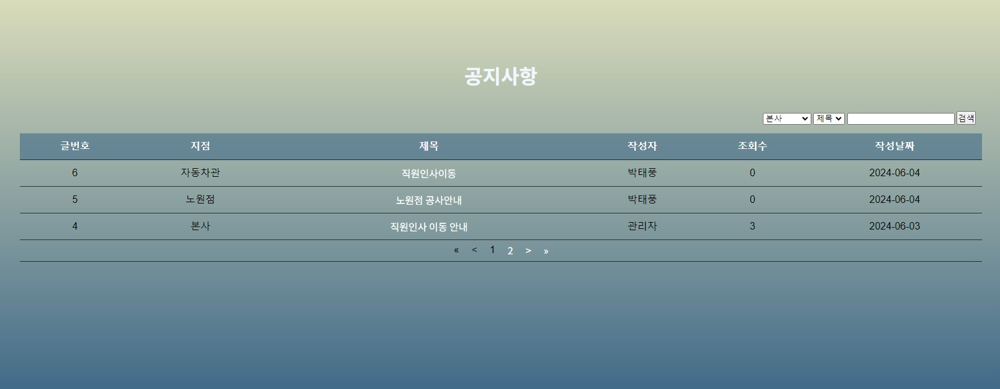 공지사항
본사 제목 검색
글번호 지점 제목 작성자 조회수 작성날짜
6 자동차관 직원인사이동 박태풍 0 2024-06-04
5 노원점 노원점 공사안내 박태풍 0 2024-06-04
4 본사 직원인사 이동 안내 관리자 3 2024-06-03
« < 1 2 > »